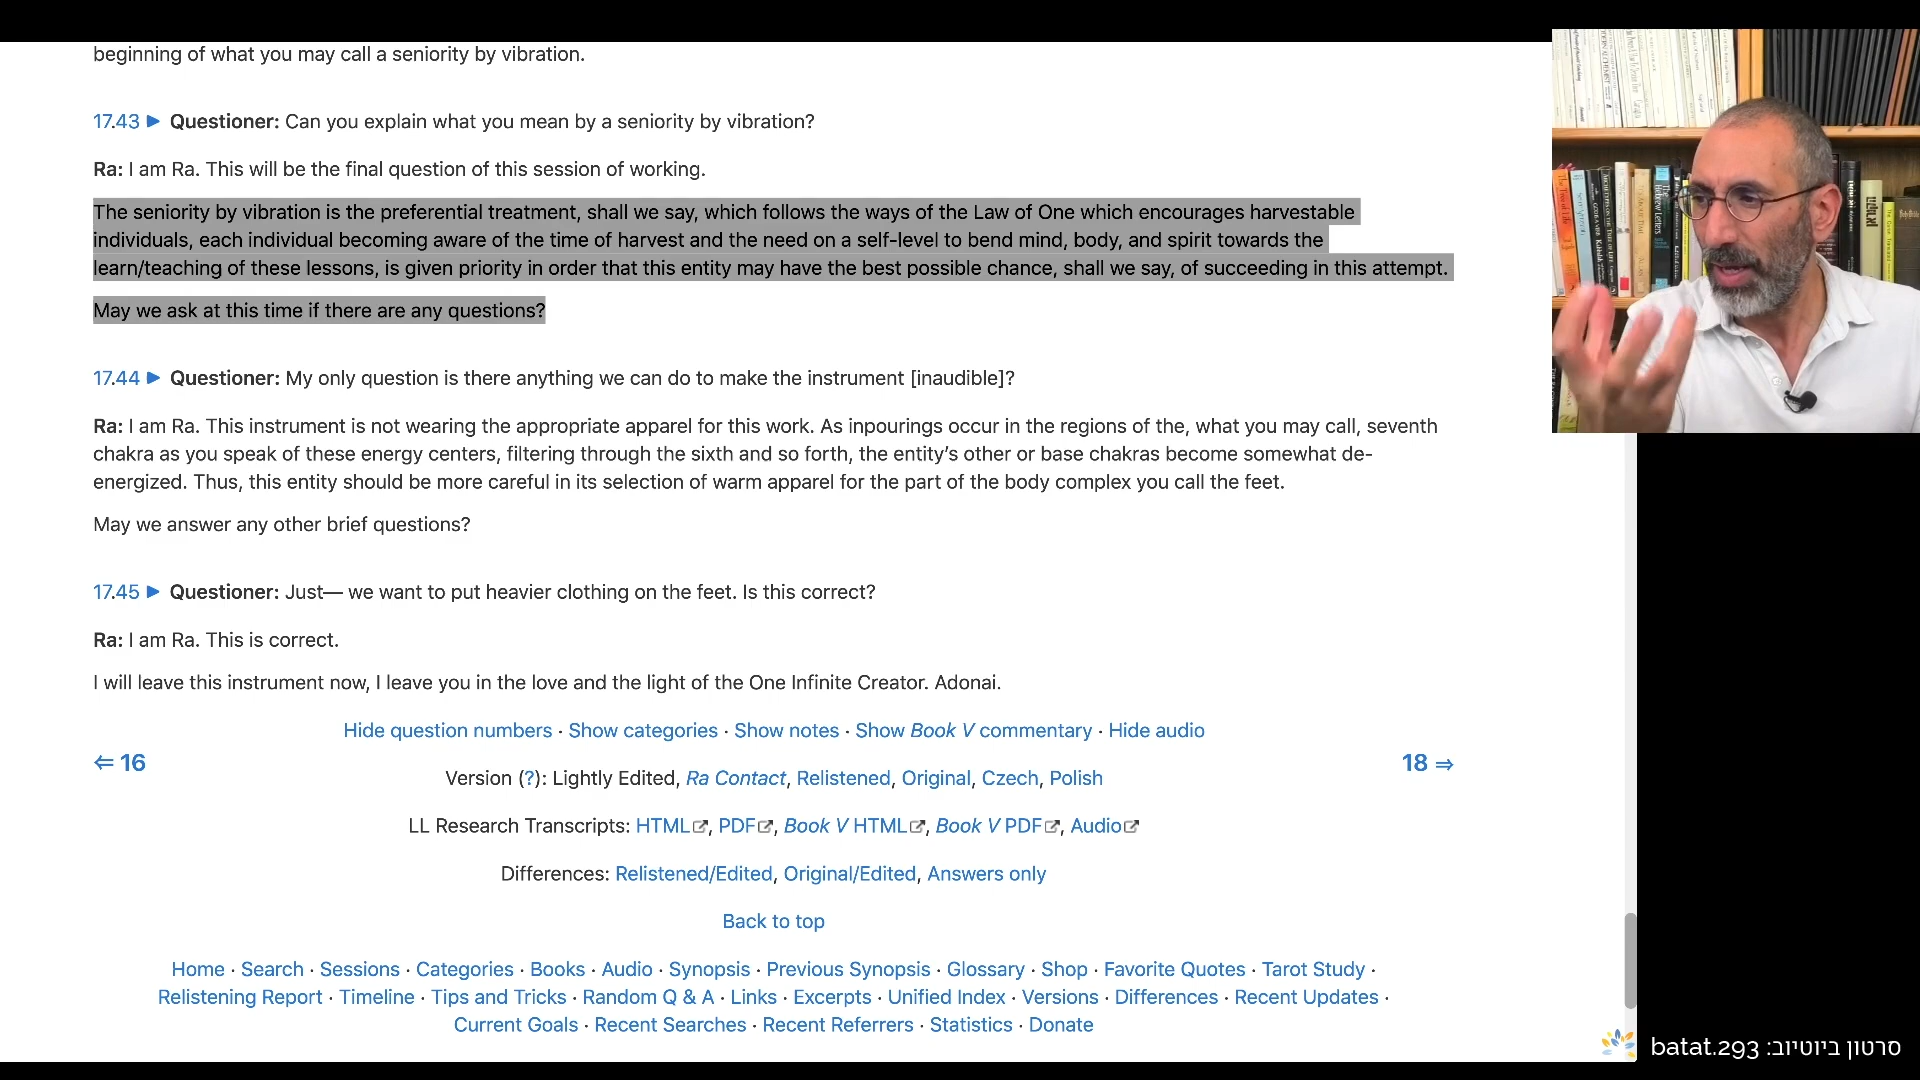 beginning of what you may call a seniority by vibration.
17.43 ▶ Questioner: Can you explain what you mean by a seniority by vibration?
Ra: I am Ra. This will be the final question of this session of working.
The seniority by vibration is the preferential treatment, shall we say, which follows the ways of the Law of One which encourages harvestable
individuals, each individual becoming aware of the time of harvest and the need on a self-level to bend mind, body, and spirit towards the
learn/teaching of these lessons, is given priority in order that this entity may have the best possible chance, shall we say, of succeeding in this attempt.
May we ask at this time if there are any questions?
17.44 ▶ Questioner: My only question is there anything we can do to make the instrument [inaudible]?
Ra: I am Ra. This instrument is not wearing the appropriate apparel for this work. As inpourings occur in the regions of the, what you may call, seventh
chakra as you speak of these energy centers, filtering through the sixth and so forth, the entity’s other or base chakras become somewhat de-
energized. Thus, this entity should be more careful in its selection of warm apparel for the part of the body complex you call the feet.
May we answer any other brief questions?
17.45 ▶ Questioner: Just— we want to put heavier clothing on the feet. Is this correct?
Ra: I am Ra. This is correct.
I will leave this instrument now, I leave you in the love and the light of the One Infinite Creator. Adonai.
Hide question numbers · Show categories · Show notes · Show Book V commentary · Hide audio
⇐ 16
18 ⇒
Version (?): Lightly Edited, Ra Contact, Relistened, Original, Czech, Polish
LL Research Transcripts: HTML, PDF, Book V HTML, Book V PDF, Audio
Differences: Relistened/Edited, Original/Edited, Answers only
Back to top
Home · Search · Sessions · Categories · Books · Audio · Synopsis · Previous Synopsis · Glossary · Shop · Favorite Quotes · Tarot Study ·
Relistening Report · Timeline · Tips and Tricks · Random Q & A · Links · Excerpts · Unified Index · Versions · Differences · Recent Updates ·
Current Goals · Recent Searches · Recent Referrers · Statistics · Donate
סרטון ביוטיוב: batat.293